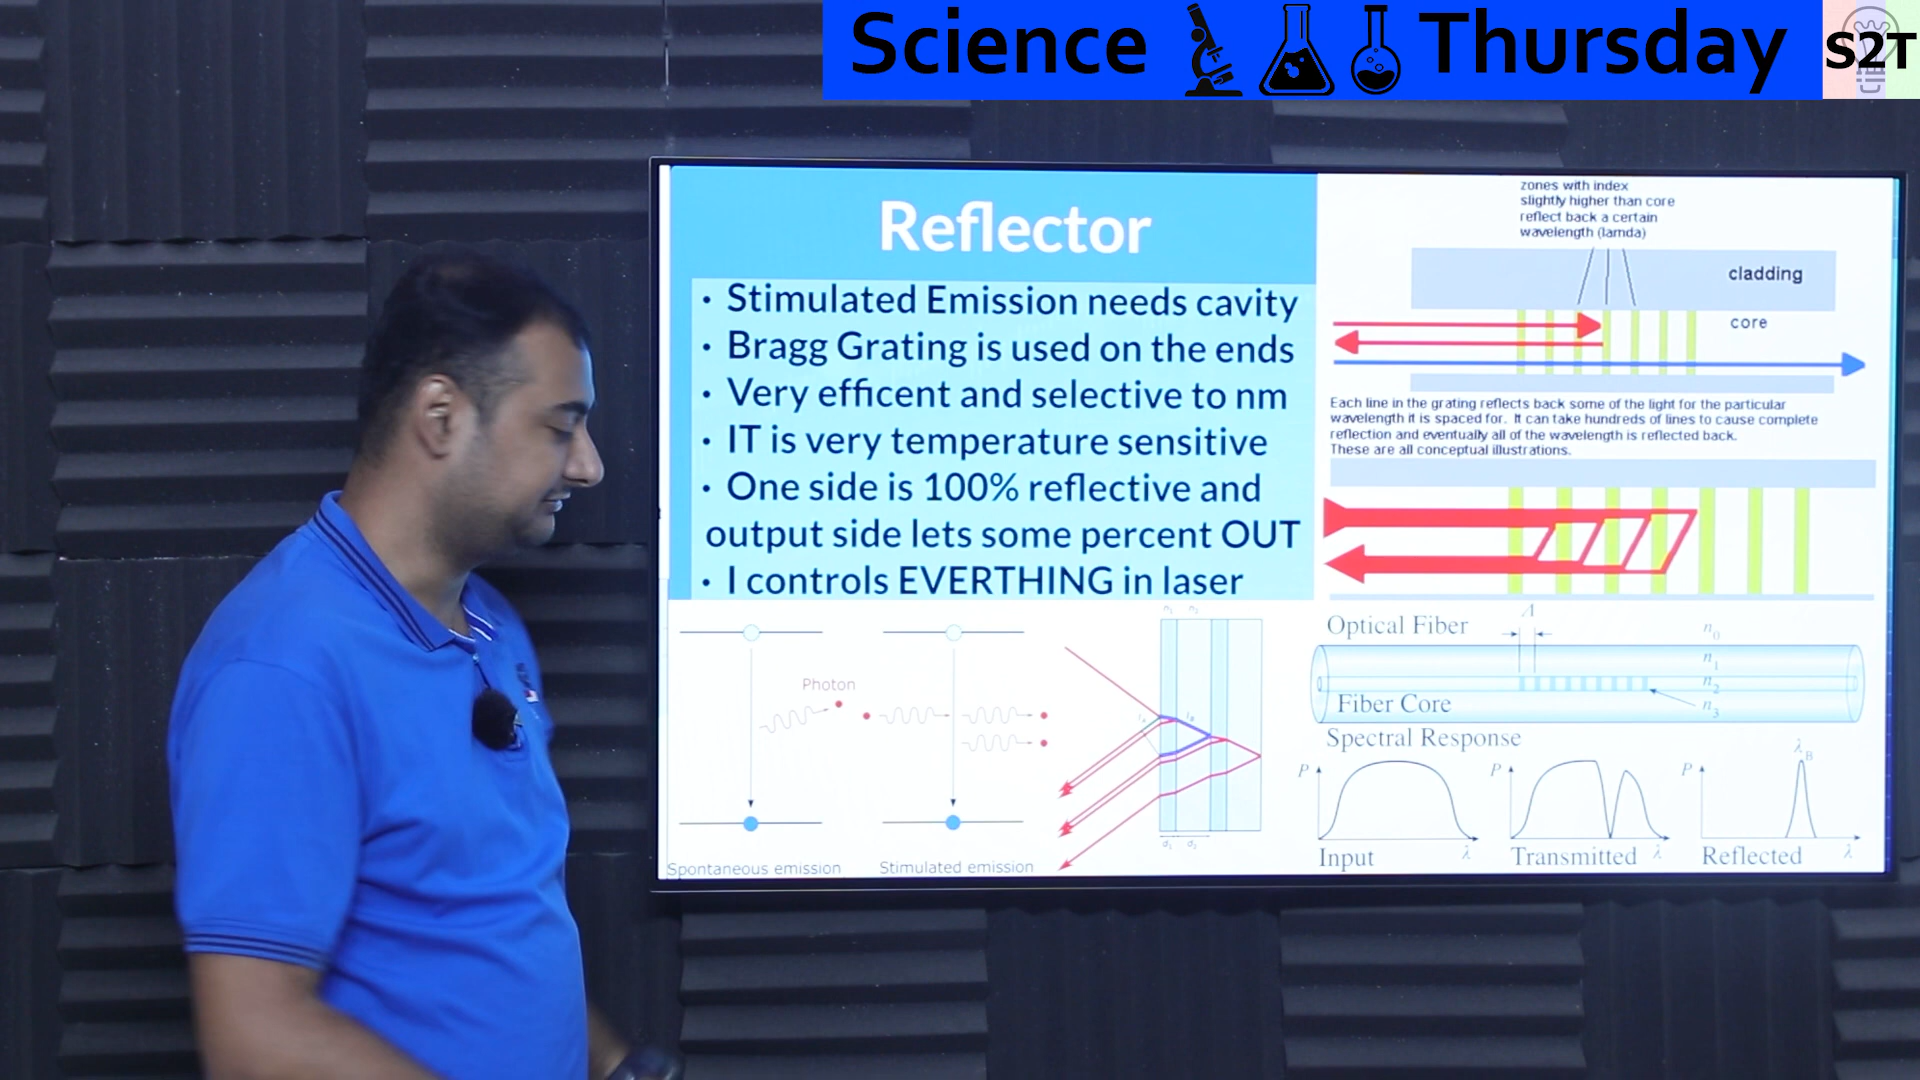 Science Thursday
S2T
Reflector
• Stimulated Emission needs cavity
• Bragg Grating is used on the ends
• Very efficent and selective to nm
• IT is very temperature sensitive
• One side is 100% reflective and
output side lets some percent OUT
• I controls EVERTHING in laser
zones with index
slightly higher than core
reflect back a certain
wavelength (lamda)
cladding
core
Each line in the grating reflects back some of the light for the particular
wavelength it is spaced for. It can take hundreds of lines to cause complete
reflection and eventually all of the wavelength is reflected back.
These are all conceptual illustrations.
Photon
Spontaneous emission
Stimulated emission
n₁ n₂
d₁ d₂
Optical Fiber
Λ
n₀
n₁
n₂
n₃
Fiber Core
Spectral Response
P
P
P
λB
Input λ
Transmitted λ
Reflected λ